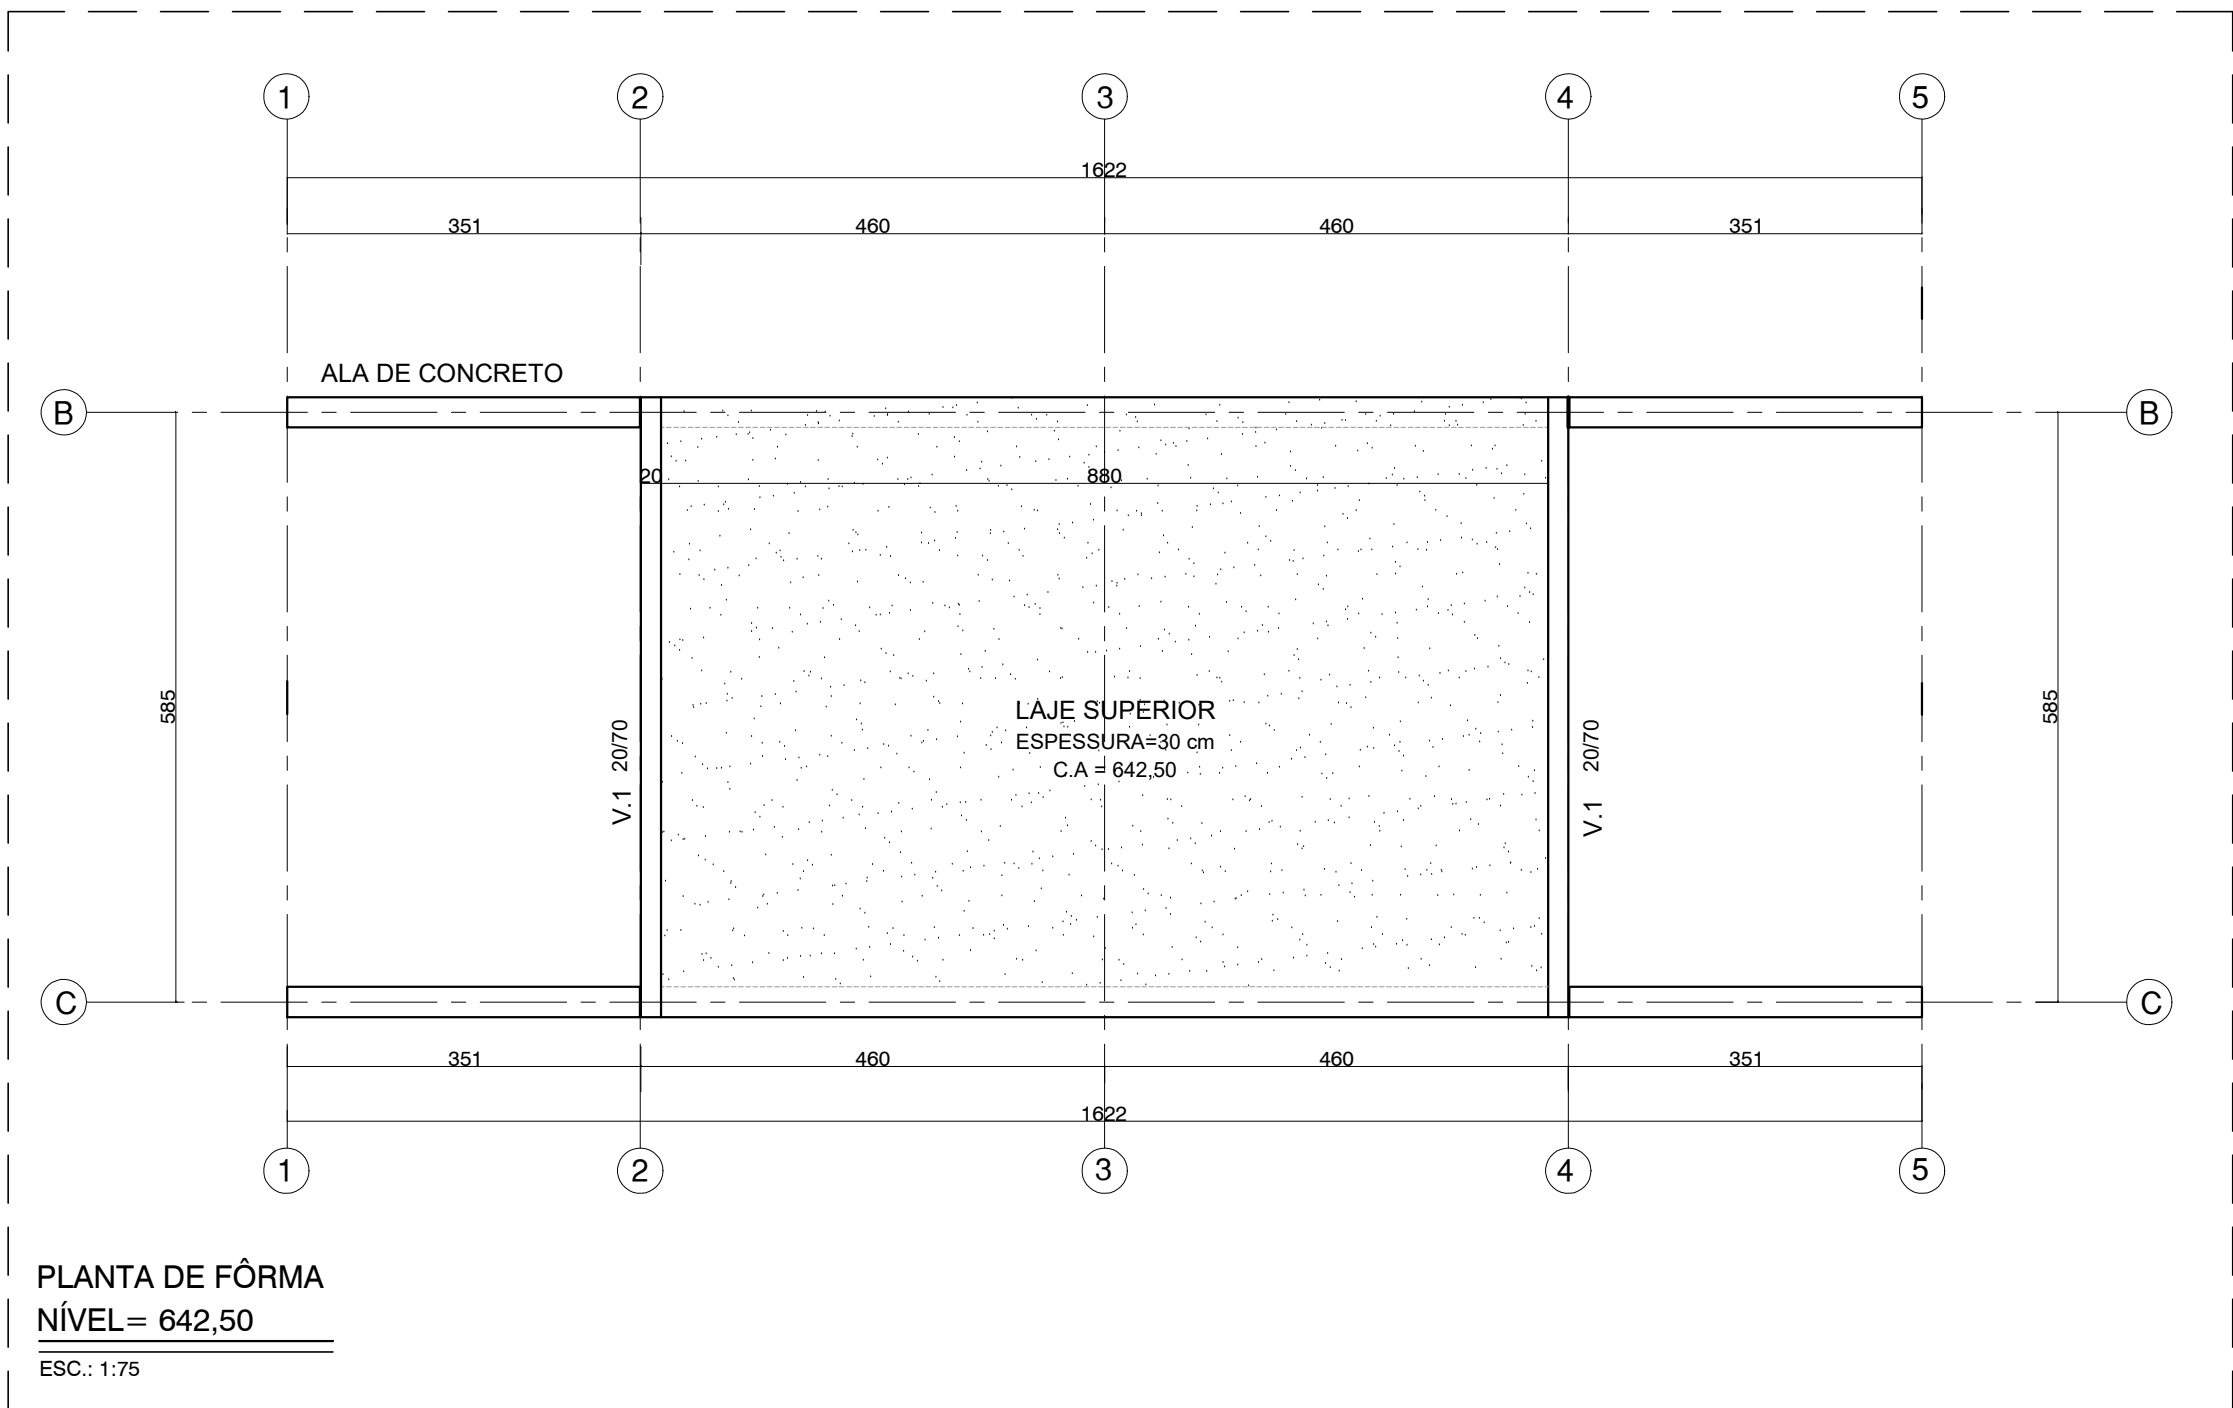 1 2 3 4 5
1622
351 460 460 351
ALA DE CONCRETO
B B
20 880
585 585
V.1 20/70
LAJE SUPERIOR
ESPESSURA=30 cm
C.A = 642,50
V.1 20/70
C C
351 460 460 351
1622
1 2 3 4 5
PLANTA DE FÔRMA
NÍVEL= 642,50
ESC.: 1:75